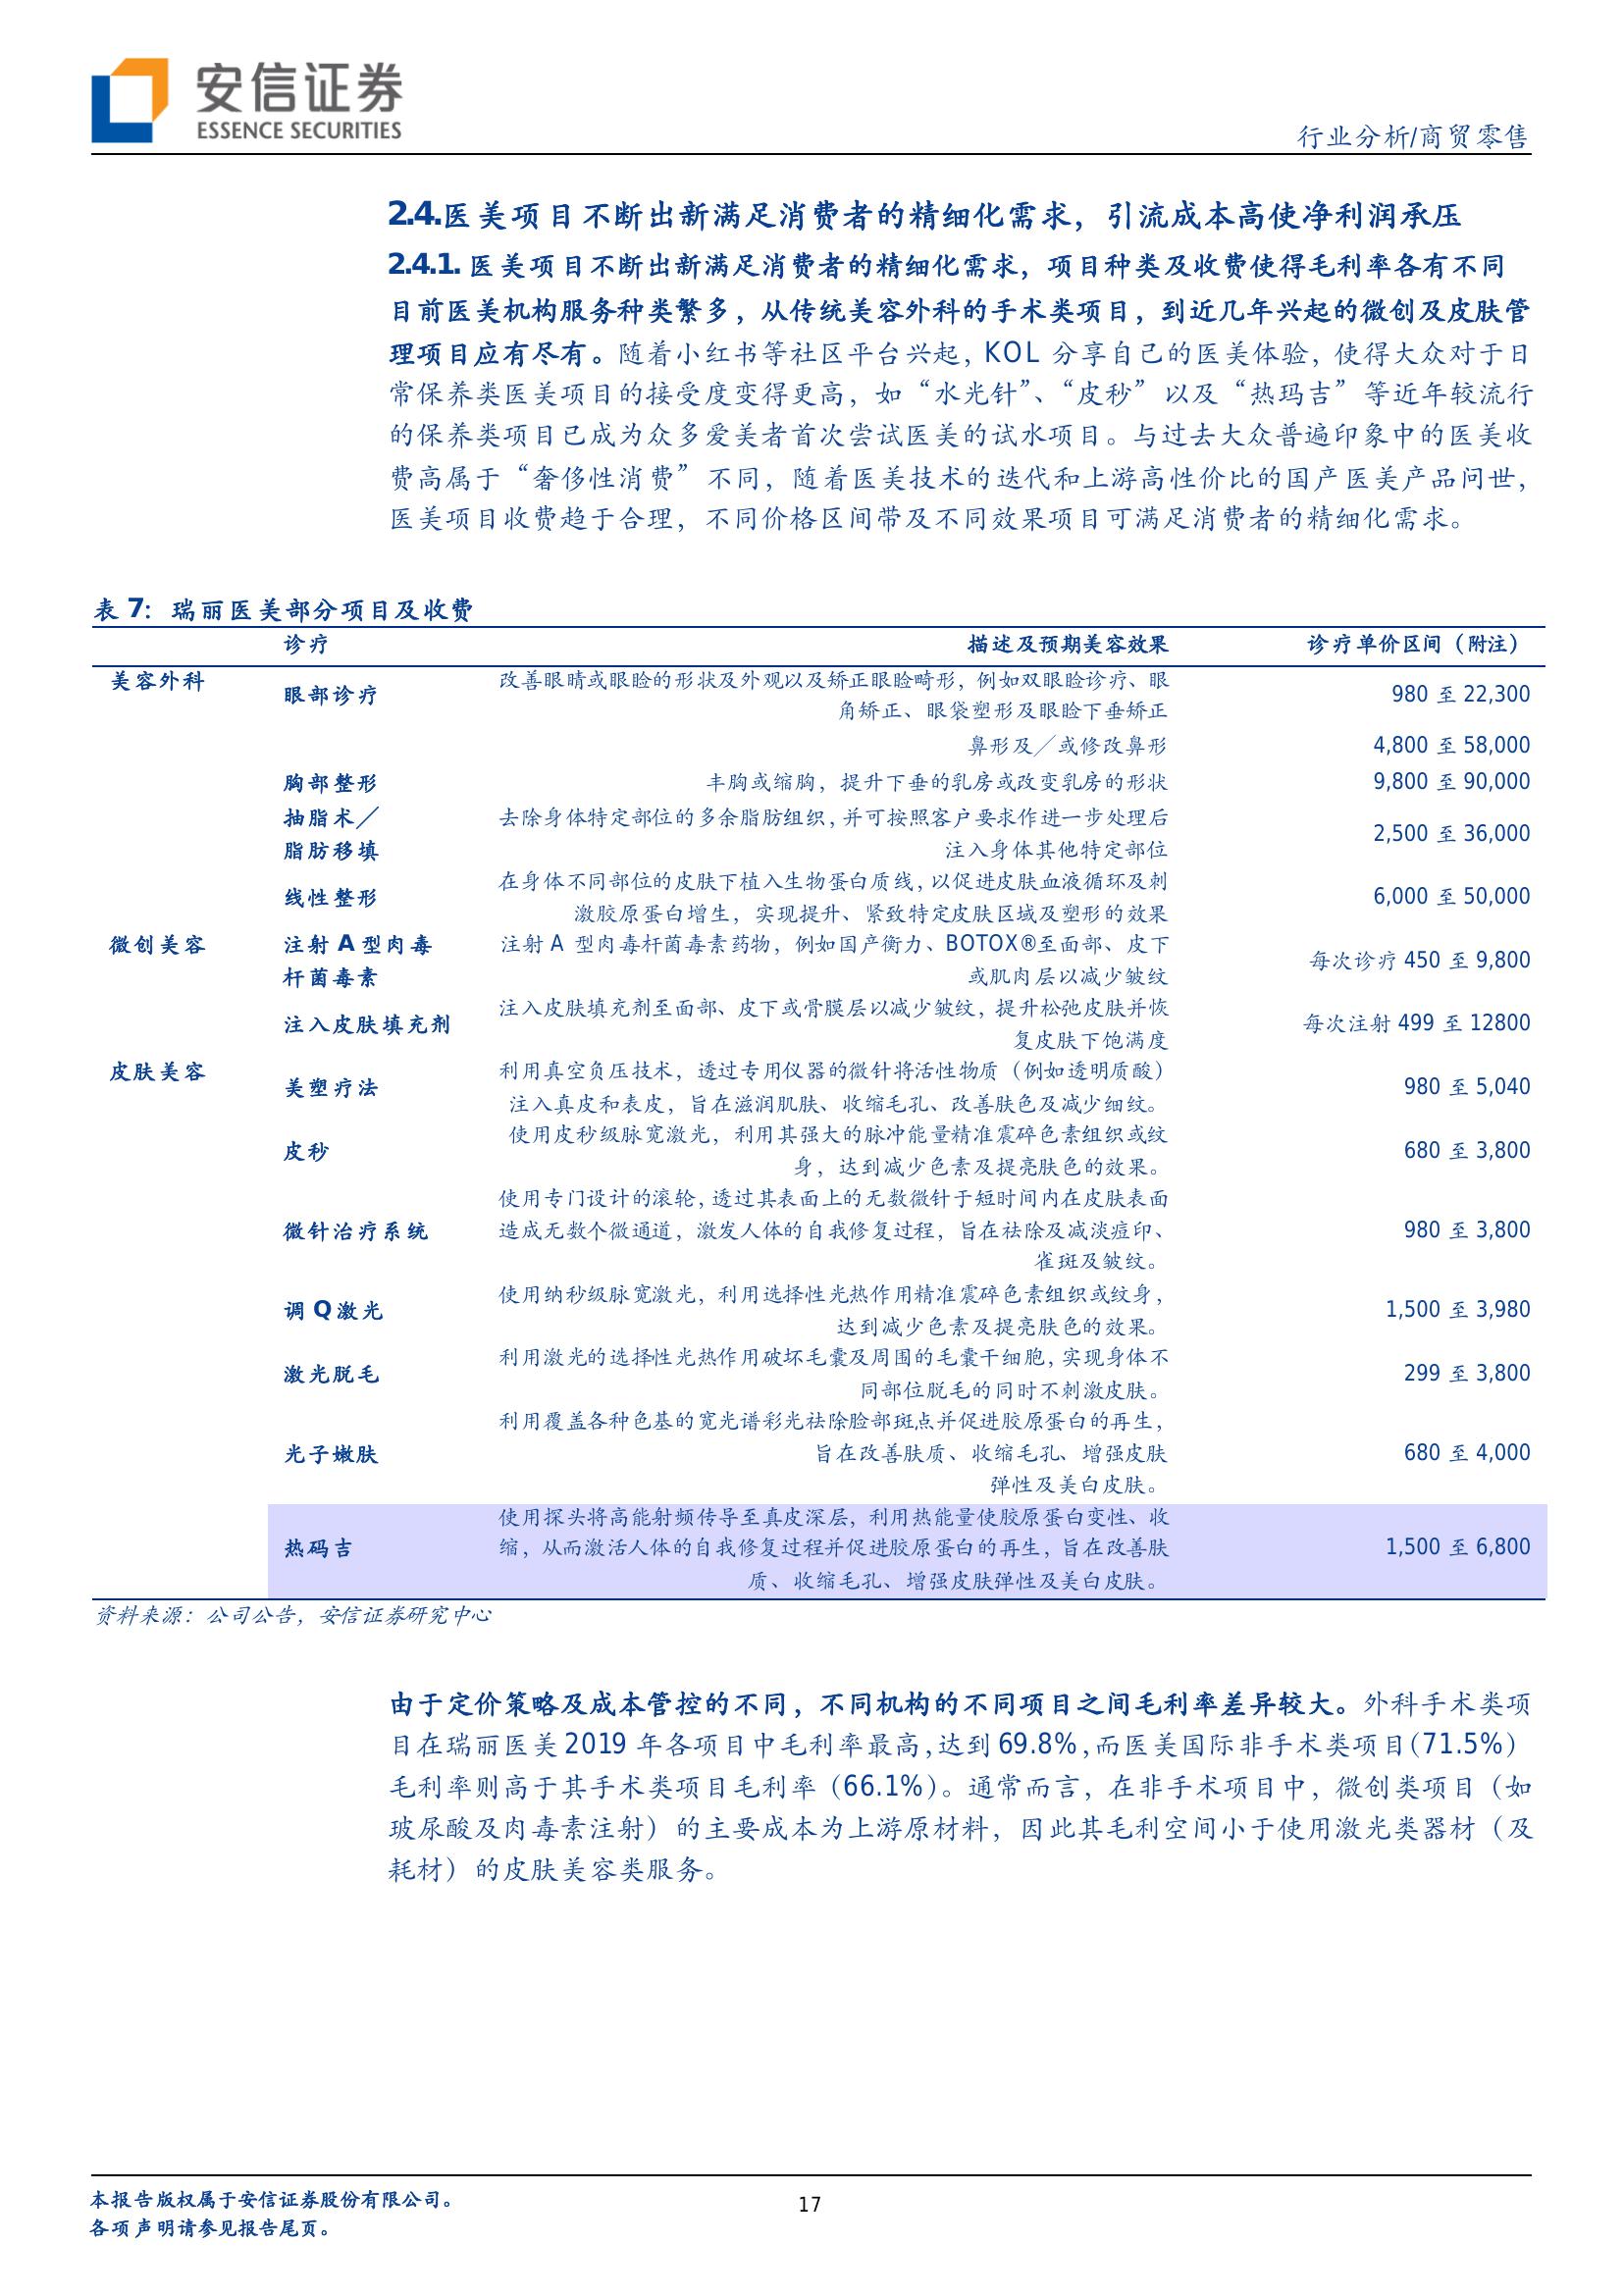 安信证券
ESSENCE SECURITIES
行业分析/商贸零售
2.4.医美项目不断出新满足消费者的精细化需求，引流成本高使净利润承压
2.4.1. 医美项目不断出新满足消费者的精细化需求，项目种类及收费使得毛利率各有不同
目前医美机构服务种类繁多，从传统美容外科的手术类项目，到近几年兴起的微创及皮肤管
理项目应有尽有。随着小红书等社区平台兴起，KOL 分享自己的医美体验，使得大众对于日
常保养类医美项目的接受度变得更高，如“水光针”、“皮秒”以及“热玛吉”等近年较流行
的保养类项目已成为众多爱美者首次尝试医美的试水项目。与过去大众普遍印象中的医美收
费高属于“奢侈性消费”不同，随着医美技术的迭代和上游高性价比的国产医美产品问世，
医美项目收费趋于合理，不同价格区间带及不同效果项目可满足消费者的精细化需求。
表 7：瑞丽医美部分项目及收费
诊疗 描述及预期美容效果 诊疗单价区间（附注）
美容外科 眼部诊疗 改善眼睛或眼睑的形状及外观以及矫正眼睑畸形，例如双眼睑诊疗、眼
角矫正、眼袋塑形及眼睑下垂矫正 980 至 22,300
鼻形及╱或修改鼻形 4,800 至 58,000
胸部整形 丰胸或缩胸，提升下垂的乳房或改变乳房的形状 9,800 至 90,000
抽脂术╱ 去除身体特定部位的多余脂肪组织，并可按照客户要求作进一步处理后
脂肪移填 注入身体其他特定部位 2,500 至 36,000
线性整形 在身体不同部位的皮肤下植入生物蛋白质线，以促进皮肤血液循环及刺
激胶原蛋白增生，实现提升、紧致特定皮肤区域及塑形的效果 6,000 至 50,000
微创美容 注射 A 型肉毒 注射 A 型肉毒杆菌毒素药物，例如国产衡力、BOTOX®至面部、皮下
杆菌毒素 或肌肉层以减少皱纹 每次诊疗 450 至 9,800
注入皮肤填充剂 注入皮肤填充剂至面部、皮下或骨膜层以减少皱纹，提升松弛皮肤并恢
复皮肤下饱满度 每次注射 499 至 12800
皮肤美容 美塑疗法 利用真空负压技术，透过专用仪器的微针将活性物质（例如透明质酸）
注入真皮和表皮，旨在滋润肌肤、收缩毛孔、改善肤色及减少细纹。 980 至 5,040
皮秒 使用皮秒级脉宽激光，利用其强大的脉冲能量精准震碎色素组织或纹
身，达到减少色素及提亮肤色的效果。 680 至 3,800
使用专门设计的滚轮，透过其表面上的无数微针于短时间内在皮肤表面
微针治疗系统 造成无数个微通道，激发人体的自我修复过程，旨在祛除及减淡痘印、 980 至 3,800
雀斑及皱纹。
调 Q激光 使用纳秒级脉宽激光，利用选择性光热作用精准震碎色素组织或纹身，
达到减少色素及提亮肤色的效果。 1,500 至 3,980
激光脱毛 利用激光的选择性光热作用破坏毛囊及周围的毛囊干细胞，实现身体不
同部位脱毛的同时不刺激皮肤。 299 至 3,800
利用覆盖各种色基的宽光谱彩光祛除脸部斑点并促进胶原蛋白的再生，
光子嫩肤 旨在改善肤质、收缩毛孔、增强皮肤 680 至 4,000
弹性及美白皮肤。
使用探头将高能射频传导至真皮深层，利用热能量使胶原蛋白变性、收
热码吉 缩，从而激活人体的自我修复过程并促进胶原蛋白的再生，旨在改善肤 1,500 至 6,800
质、收缩毛孔、增强皮肤弹性及美白皮肤。
资料来源：公司公告，安信证券研究中心
由于定价策略及成本管控的不同，不同机构的不同项目之间毛利率差异较大。外科手术类项
目在瑞丽医美 2019 年各项目中毛利率最高，达到 69.8%，而医美国际非手术类项目（71.5%）
毛利率则高于其手术类项目毛利率（66.1%）。通常而言，在非手术项目中，微创类项目（如
玻尿酸及肉毒素注射）的主要成本为上游原材料，因此其毛利空间小于使用激光类器材（及
耗材）的皮肤美容类服务。
本报告版权属于安信证券股份有限公司。
各项声明请参见报告尾页。
17